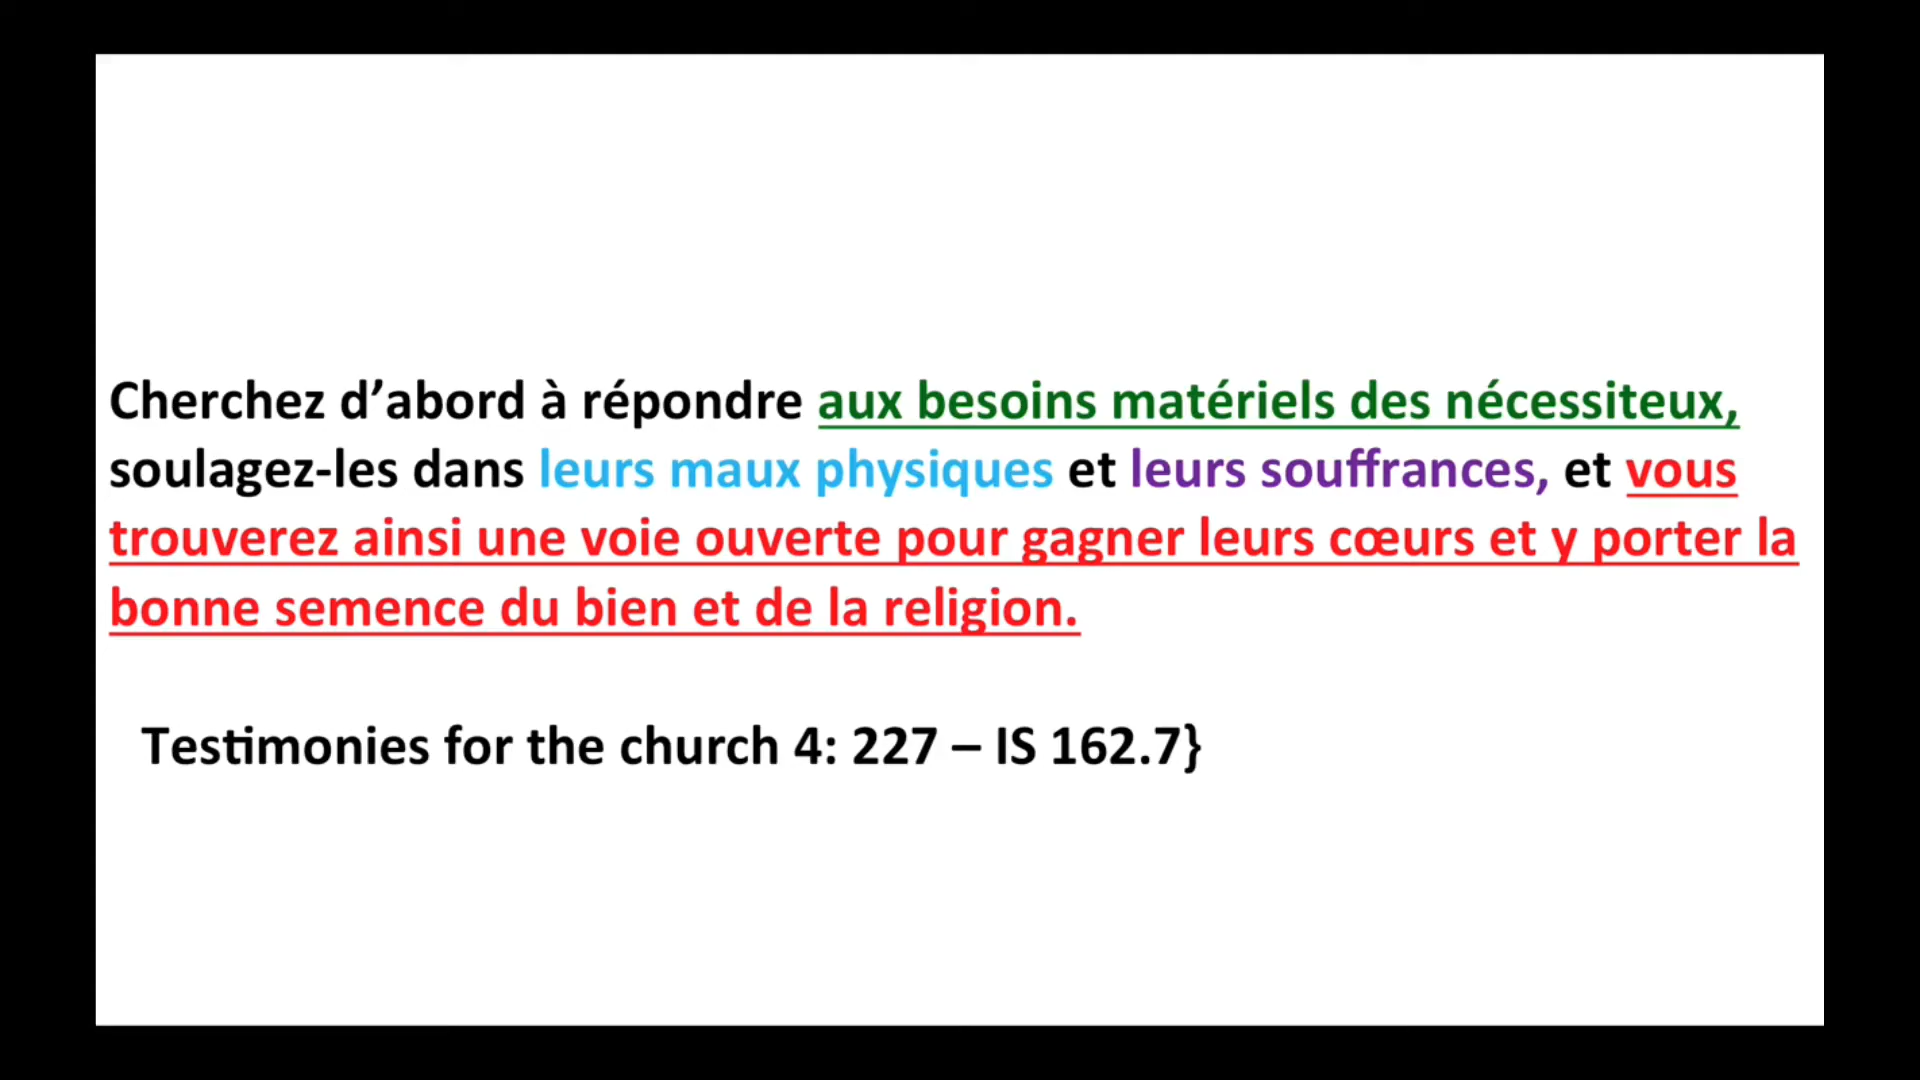 Cherchez d’abord à répondre aux besoins matériels des nécessiteux,
soulagez-les dans leurs maux physiques et leurs souffrances, et vous
trouverez ainsi une voie ouverte pour gagner leurs cœurs et y porter la
bonne semence du bien et de la religion.
Testimonies for the church 4: 227 – IS 162.7}